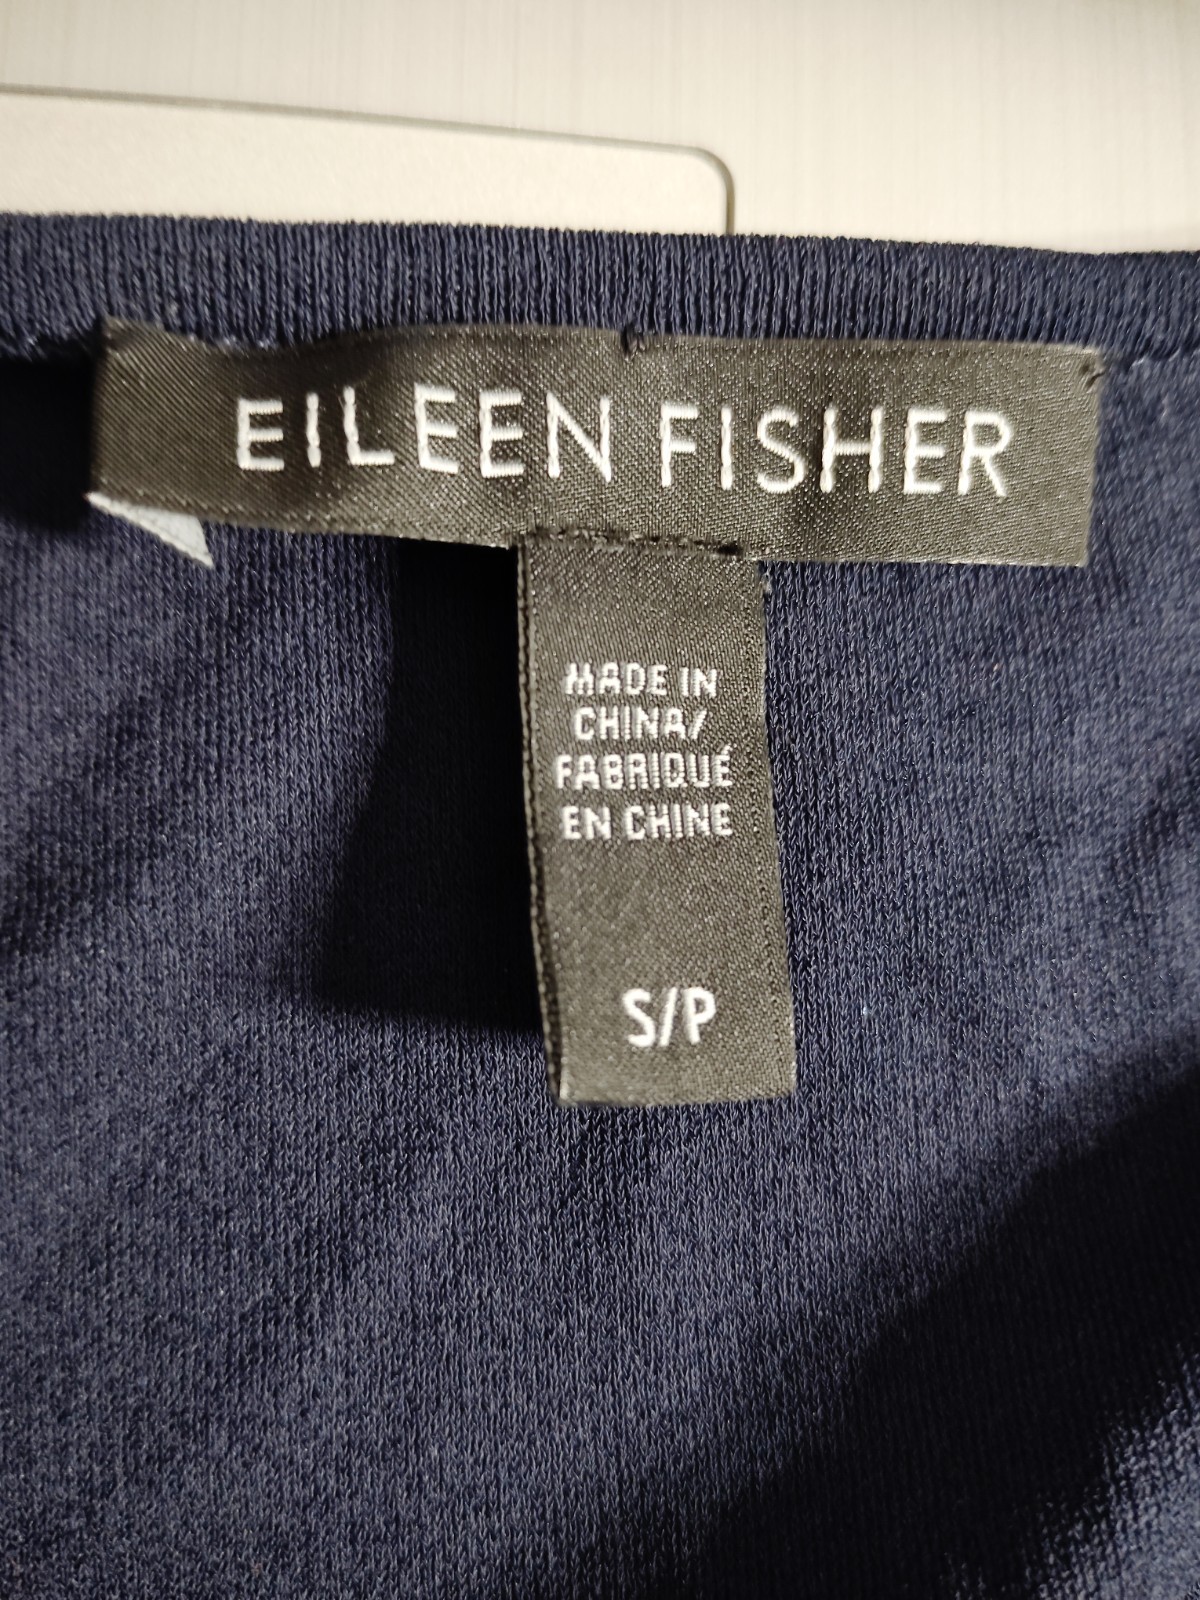 EILEEN FISHER
MADE IN
CHINA/
FABRIQUÉ
EN CHINE
S/P